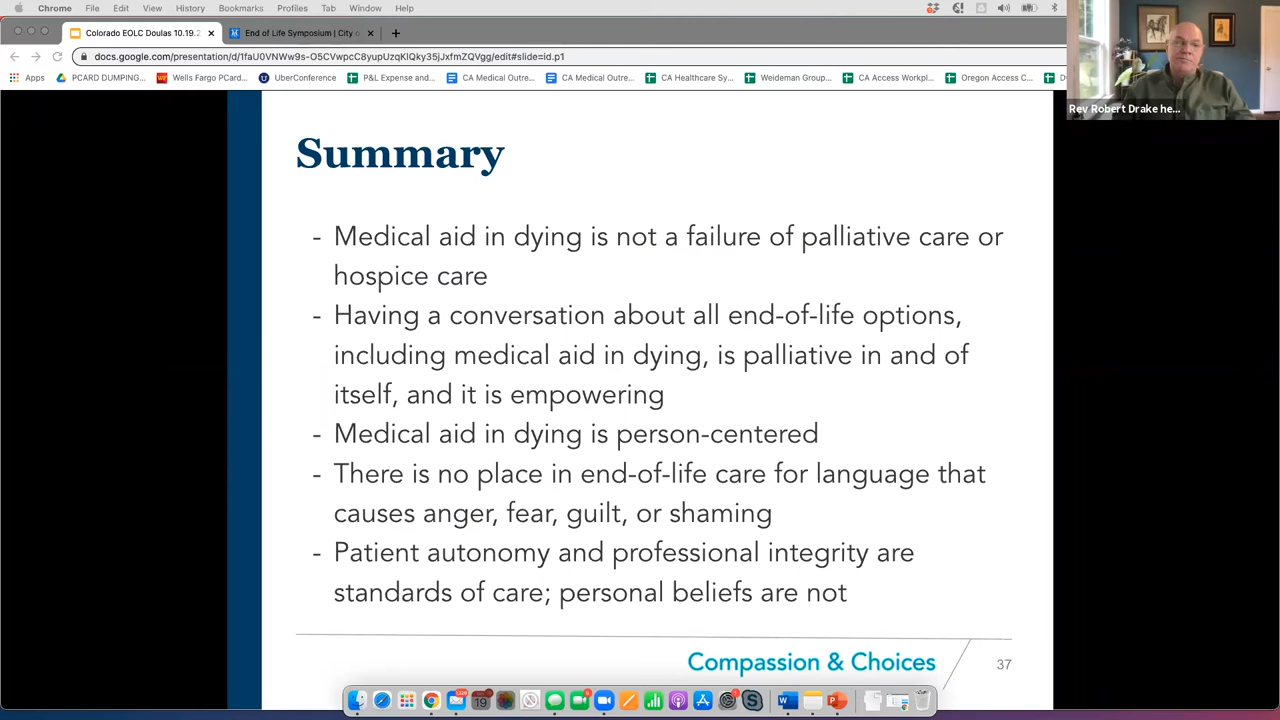 Chrome File Edit View History Bookmarks Profiles Tab Window Help
Colorado EOLC Doulas 10.19.2
End of Life Symposium | City
docs.google.com/presentation/d/1faU0VNWw9s-O5CVwpcC8yupUzqKlQky35jJxfmZQVgg/edit#slide=id.p1
Apps PCARD DUMPING... Wells Fargo PCard... UberConference P&L Expense and... CA Medical Outre... CA Medical Outre... CA Healthcare Sy... Weideman Group... CA Access Workpl... Oregon Access C...
Rev Robert Drake he...
Summary
- Medical aid in dying is not a failure of palliative care or
hospice care
- Having a conversation about all end-of-life options,
including medical aid in dying, is palliative in and of
itself, and it is empowering
- Medical aid in dying is person-centered
- There is no place in end-of-life care for language that
causes anger, fear, guilt, or shaming
- Patient autonomy and professional integrity are
standards of care; personal beliefs are not
Compassion & Choices
37
19